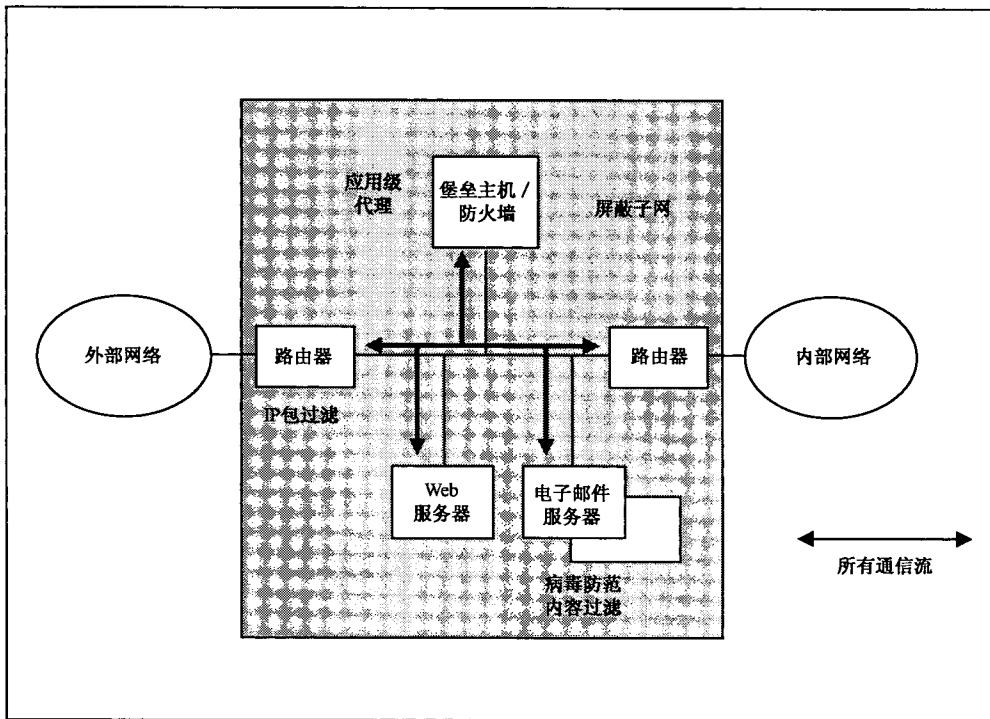 应用级
代理
堡垒主机 /
防火墙
屏蔽子网
外部网络
路由器
路由器
内部网络
IP包过滤
Web
服务器
电子邮件
服务器
所有通信流
病毒防范
内容过滤